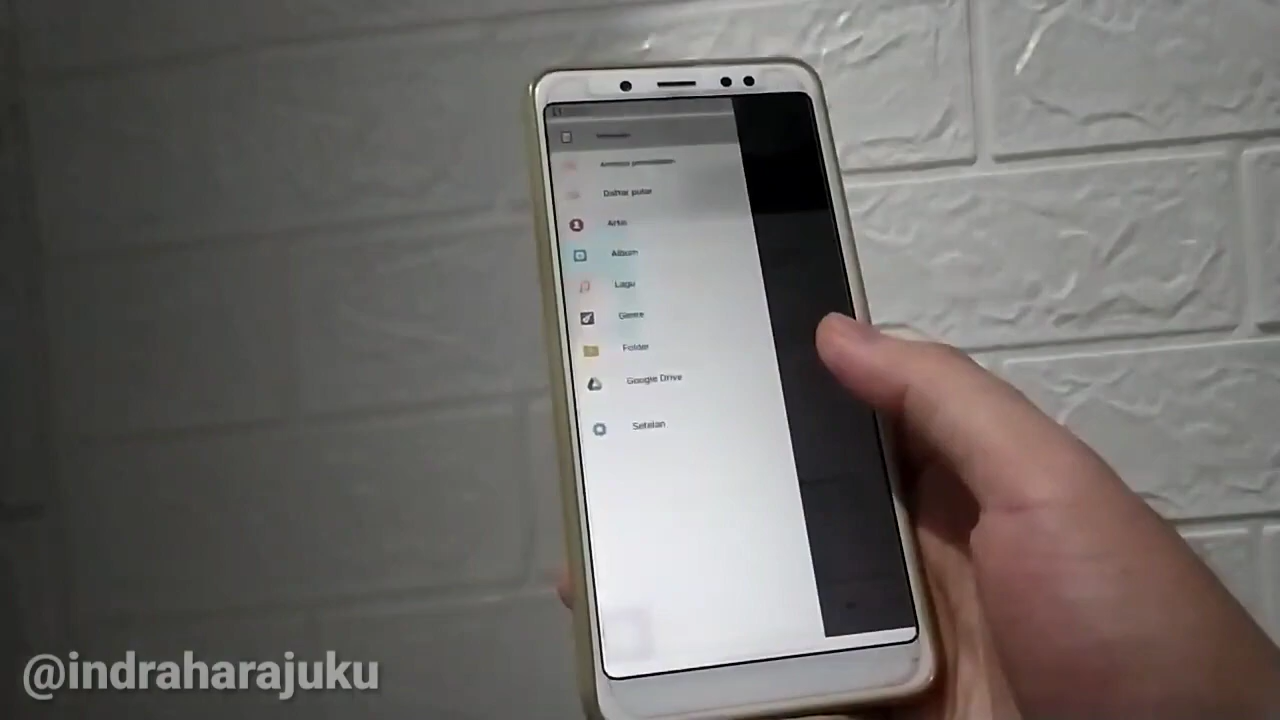 Daftar putar
Artis
Album
Lagu
Genre
Folder
Google Drive
Setelan
@indraharajuku